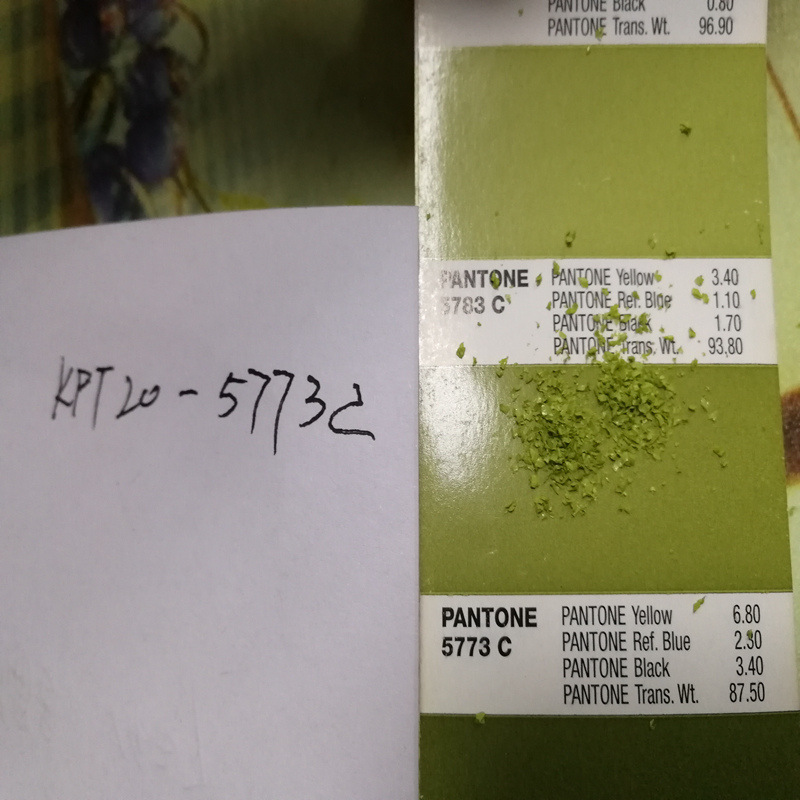 PANTONE Black 0.80
PANTONE Trans. Wt. 96.90
PANTONE 5783 C
PANTONE Yellow 3.40
PANTONE Ref. Blue 1.10
PANTONE Black 1.70
PANTONE Trans. Wt. 93.80
KPT20-5773C
PANTONE 5773 C
PANTONE Yellow 6.80
PANTONE Ref. Blue 2.30
PANTONE Black 3.40
PANTONE Trans. Wt. 87.50